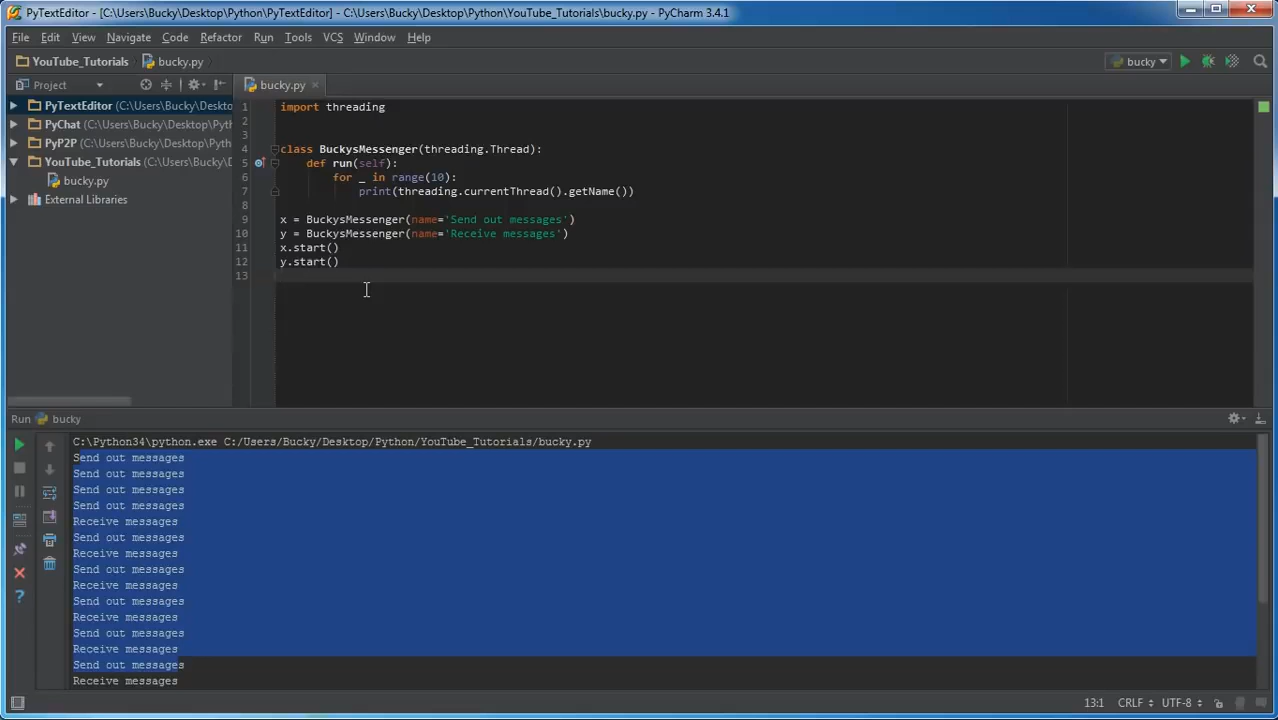 PyTextEditor - [C:\Users\Bucky\Desktop\Python\PyTextEditor] - C:\Users\Bucky\Desktop\Python\YouTube_Tutorials\bucky.py - PyCharm 3.4.1
File Edit View Navigate Code Refactor Run Tools VCS Window Help
YouTube_Tutorials bucky.py bucky
Project bucky.py
PyTextEditor (C:\Users\Bucky\Deskto
PyChat (C:\Users\Bucky\Desktop\Pyth
PyP2P (C:\Users\Bucky\Desktop\Pytho
YouTube_Tutorials (C:\Users\Bucky\D
bucky.py
External Libraries
1 import threading
2
3
4 class BuckysMessenger(threading.Thread):
5 def run(self):
6 for _ in range(10):
7 print(threading.currentThread().getName())
8
9 x = BuckysMessenger(name='Send out messages')
10 y = BuckysMessenger(name='Receive messages')
11 x.start()
12 y.start()
13
Run bucky
C:\Python34\python.exe C:/Users/Bucky/Desktop/Python/YouTube_Tutorials/bucky.py
Send out messages
Send out messages
Send out messages
Send out messages
Receive messages
Send out messages
Receive messages
Send out messages
Receive messages
Send out messages
Receive messages
Send out messages
Receive messages
Send out messages
Receive messages
13:1 CRLF UTF-8